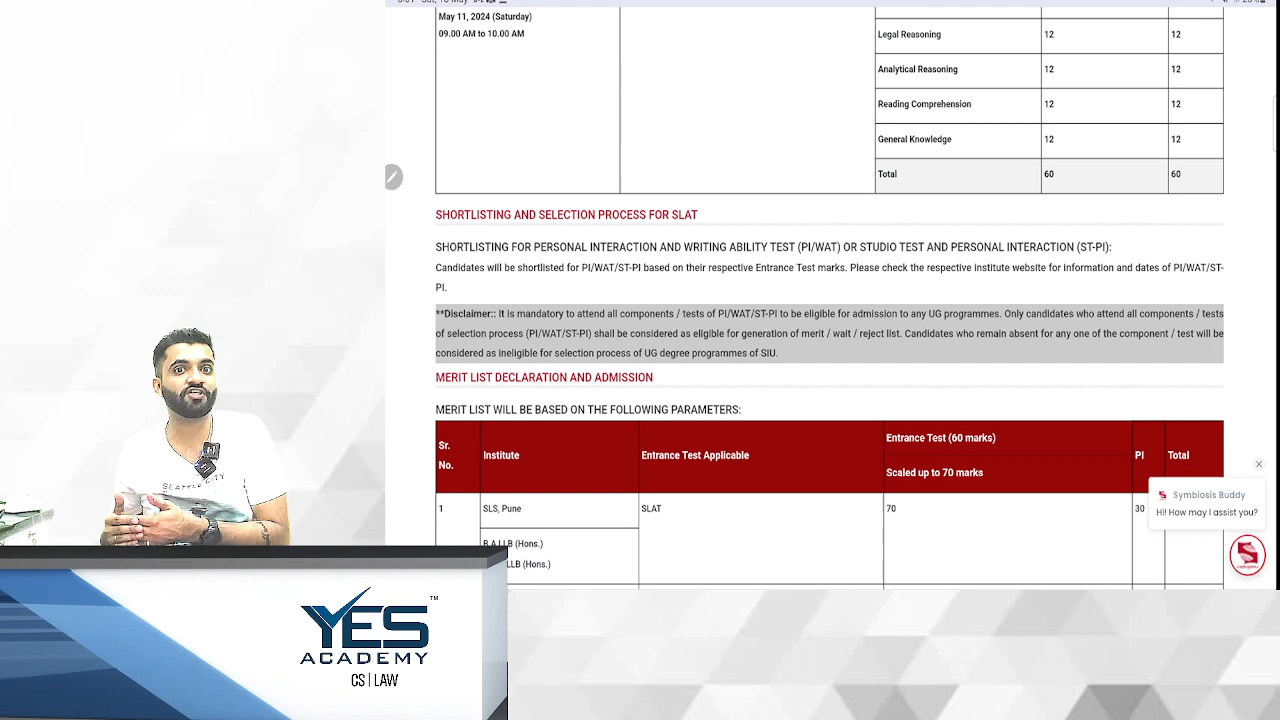 May 11, 2024 (Saturday)
09.00 AM to 10.00 AM
Legal Reasoning 12 12
Analytical Reasoning 12 12
Reading Comprehension 12 12
General Knowledge 12 12
Total 60 60
SHORTLISTING AND SELECTION PROCESS FOR SLAT
SHORTLISTING FOR PERSONAL INTERACTION AND WRITING ABILITY TEST (PI/WAT) OR STUDIO TEST AND PERSONAL INTERACTION (ST-PI):
Candidates will be shortlisted for PI/WAT/ST-PI based on their respective Entrance Test marks. Please check the respective institute website for information and dates of PI/WAT/ST-
PI.
**Disclaimer:: It is mandatory to attend all components / tests of PI/WAT/ST-PI to be eligible for admission to any UG programmes. Only candidates who attend all components / tests
of selection process (PI/WAT/ST-PI) shall be considered as eligible for generation of merit / wait / reject list. Candidates who remain absent for any one of the component / test will be
considered as ineligible for selection process of UG degree programmes of SIU.
MERIT LIST DECLARATION AND ADMISSION
MERIT LIST WILL BE BASED ON THE FOLLOWING PARAMETERS:
Sr.
No.
Institute
Entrance Test Applicable
Entrance Test (60 marks)
Scaled up to 70 marks
PI
Total
1 SLS, Pune SLAT 70 30
(Hons.)
LLB (Hons.)
Symbiosis Buddy
Hi! How may I assist you?
SEATTLE CITY
YES™
ACADEMY
CS | LAW